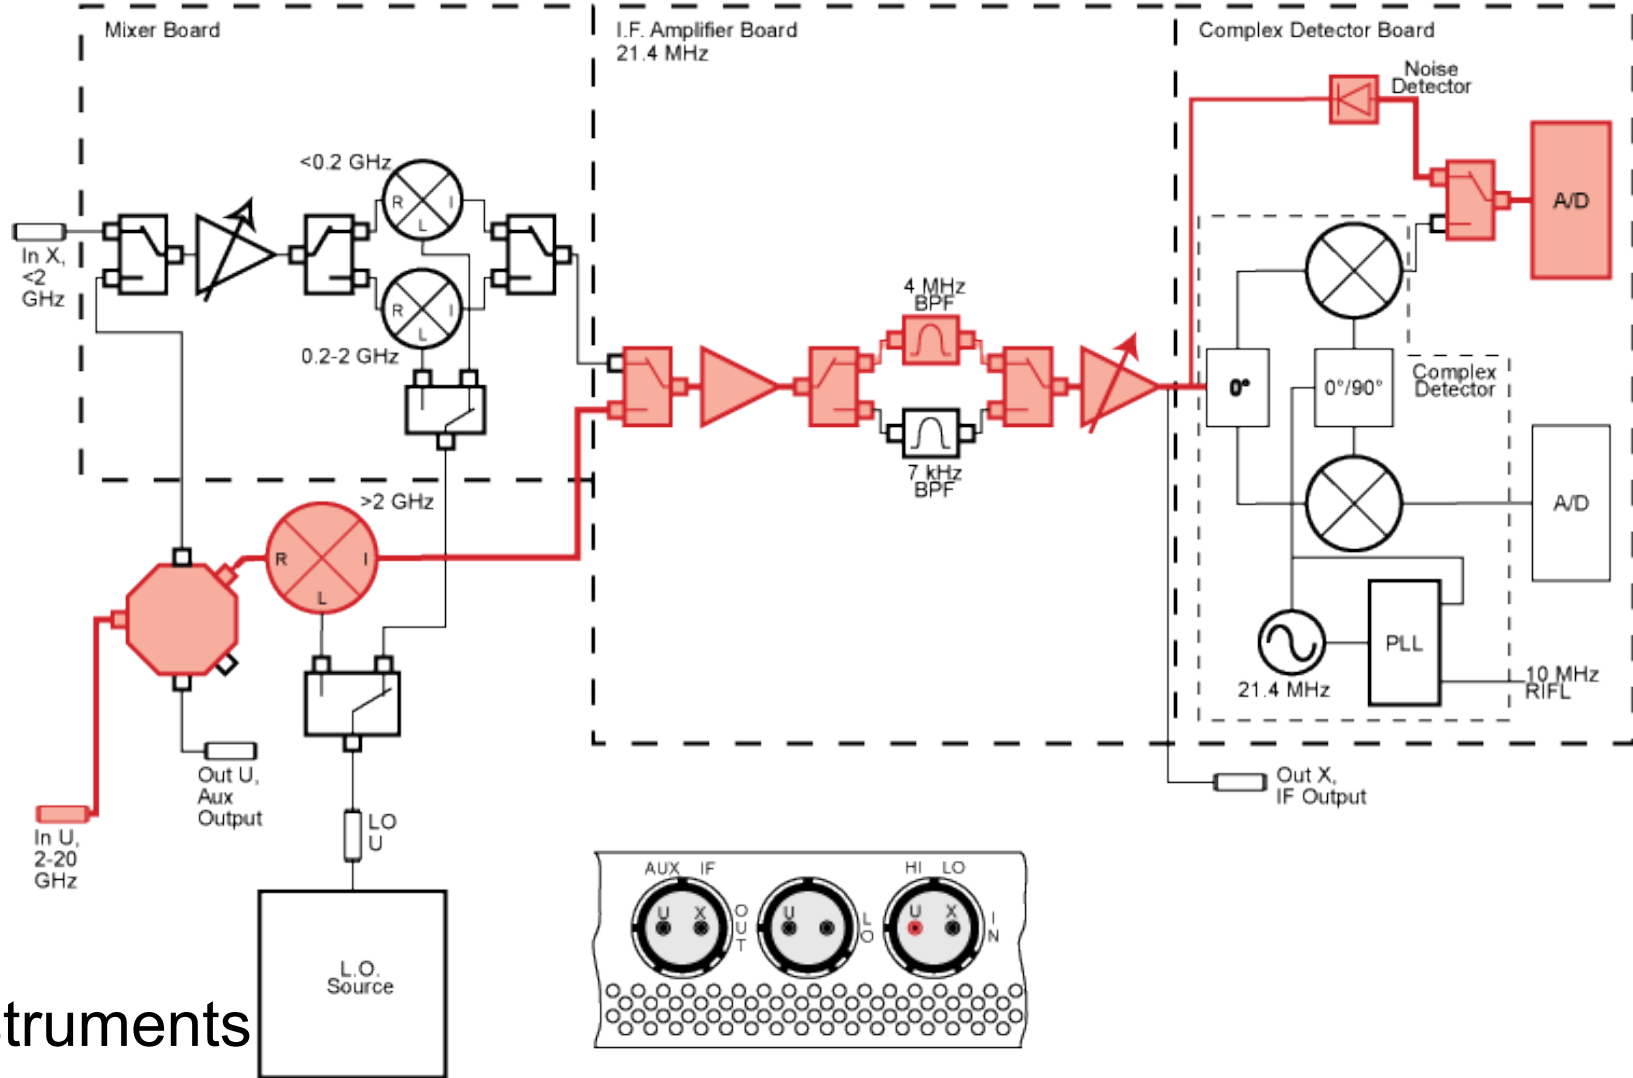 Mixer Board
I.F. Amplifier Board
21.4 MHz
Complex Detector Board
Noise
Detector
A/D
<0.2 GHz
R
I
L
In X,
<2
GHz
R
I
L
0.2-2 GHz
4 MHz
BPF
7 kHz
BPF
0°
0°/90°
Complex
Detector
A/D
>2 GHz
R
I
L
PLL
21.4 MHz
10 MHz
RIFL
Out U,
Aux
Output
In U,
2-20
GHz
LO
U
Out X,
IF Output
L.O.
Source
AUX IF
U X
OUT
U
LO
HI LO
U X
IN
struments